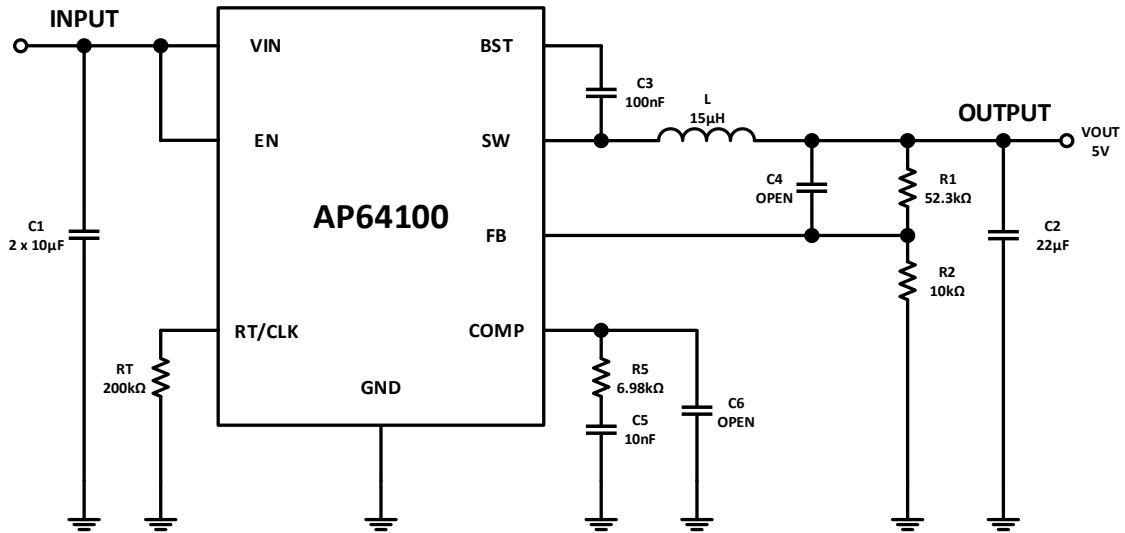 INPUT
VIN
BST
C3
100nF
L
15µH
OUTPUT
VOUT
5V
EN
SW
C4
OPEN
R1
52.3kΩ
AP64100
C1
2 x 10µF
FB
C2
22µF
R2
10kΩ
RT/CLK
COMP
RT
200kΩ
GND
R5
6.98kΩ
C6
OPEN
C5
10nF